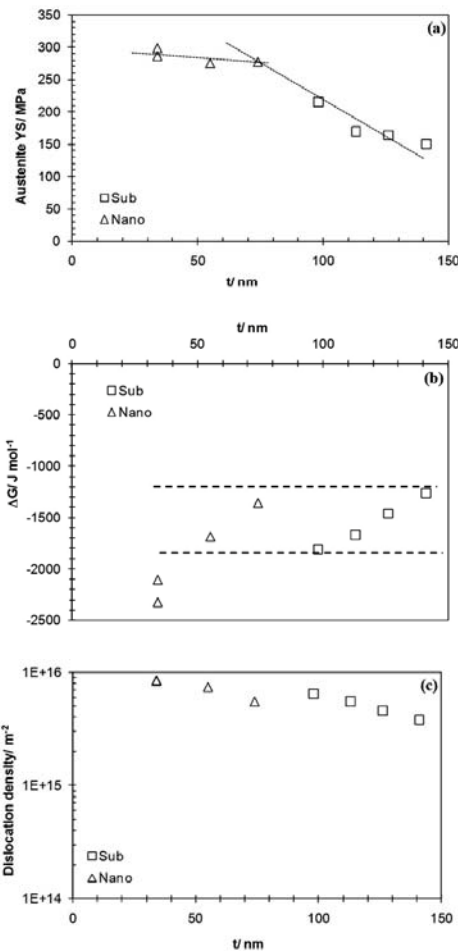 (a)
350
300
250
200
150
100
50
0
Austenite YS/ MPa
Sub
Nano
0 50 100 150
t/ nm
t/ nm
0 50 100 150
(b)
0
-500
-1000
-1500
-2000
-2500
ΔG/ J mol-1
Sub
Nano
(c)
1E+16
1E+15
1E+14
Dislocation density/ m-2
Sub
Nano
0 50 100 150
t/ nm